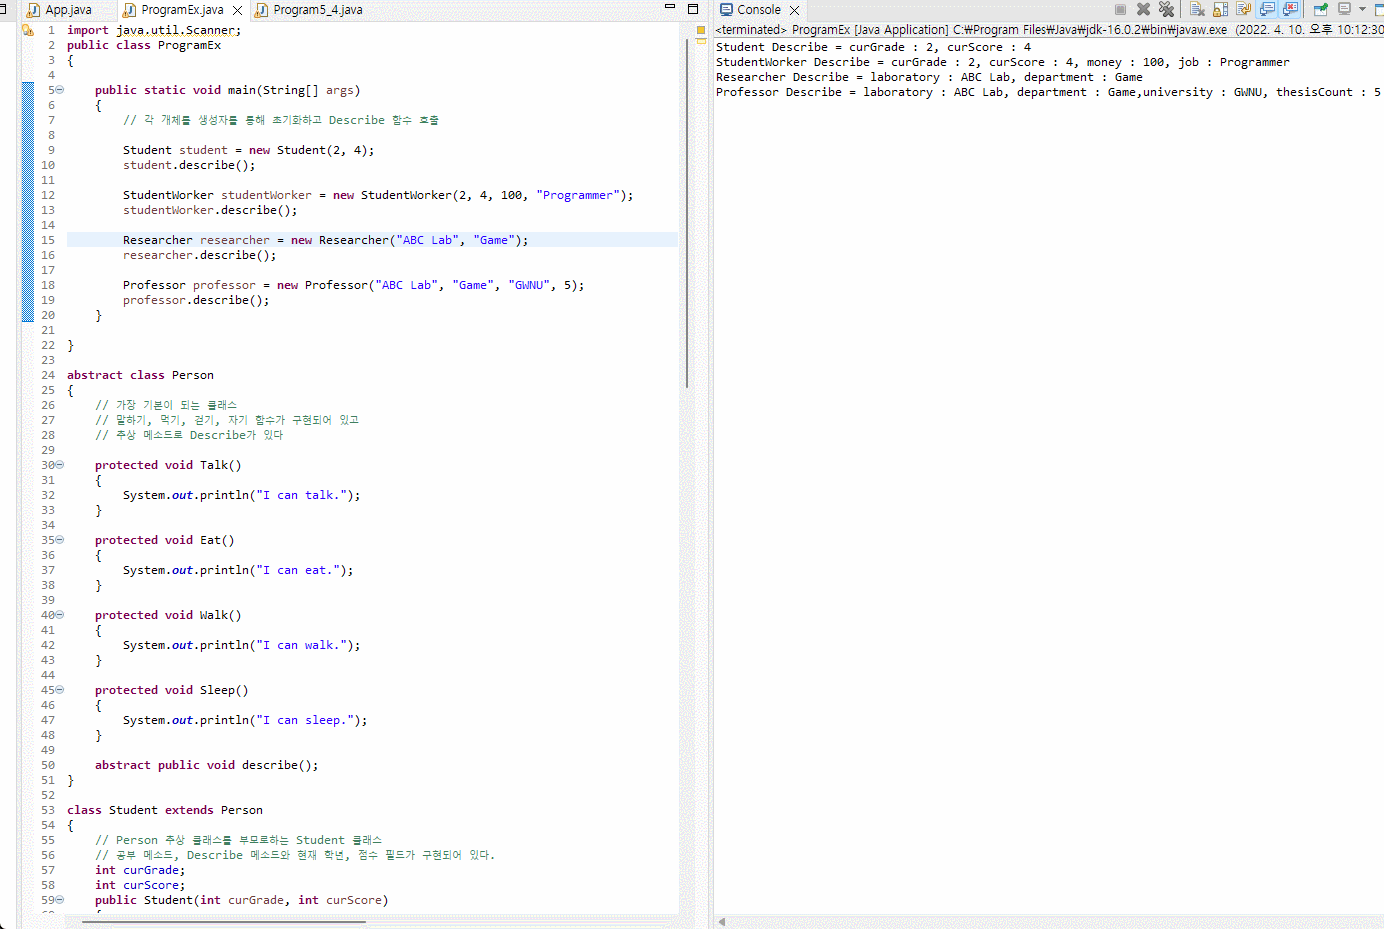 App.java
ProgramEx.java
Program5_4.java
1 import java.util.Scanner;
2 public class ProgramEx
3 {
4
5 public static void main(String[] args)
6 {
7 // 각 개체를 생성자를 통해 초기화하고 Describe 함수 호출
8
9 Student student = new Student(2, 4);
10 student.describe();
11
12 StudentWorker studentWorker = new StudentWorker(2, 4, 100, "Programmer");
13 studentWorker.describe();
14
15 Researcher researcher = new Researcher("ABC Lab", "Game");
16 researcher.describe();
17
18 Professor professor = new Professor("ABC Lab", "Game", "GWNU", 5);
19 professor.describe();
20 }
21
22 }
23
24 abstract class Person
25 {
26 // 가장 기본이 되는 클래스
27 // 말하기, 먹기, 걷기, 자기 함수가 구현되어 있고
28 // 추상 메소드로 Describe가 있다
29
30 protected void Talk()
31 {
32 System.out.println("I can talk.");
33 }
34
35 protected void Eat()
36 {
37 System.out.println("I can eat.");
38 }
39
40 protected void Walk()
41 {
42 System.out.println("I can walk.");
43 }
44
45 protected void Sleep()
46 {
47 System.out.println("I can sleep.");
48 }
49
50 abstract public void describe();
51 }
52
53 class Student extends Person
54 {
55 // Person 추상 클래스를 부모로하는 Student 클래스
56 // 공부 메소드, Describe 메소드와 현재 학년, 점수 필드가 구현되어 있다.
57 int curGrade;
58 int curScore;
59 public Student(int curGrade, int curScore)
Console
<terminated> ProgramEx [Java Application] C:₩Program Files₩Java₩jdk-16.0.2₩bin₩javaw.exe (2022. 4. 10. 오후 10:12:30
Student Describe = curGrade : 2, curScore : 4
StudentWorker Describe = curGrade : 2, curScore : 4, money : 100, job : Programmer
Researcher Describe = laboratory : ABC Lab, department : Game
Professor Describe = laboratory : ABC Lab, department : Game,university : GWNU, thesisCount : 5